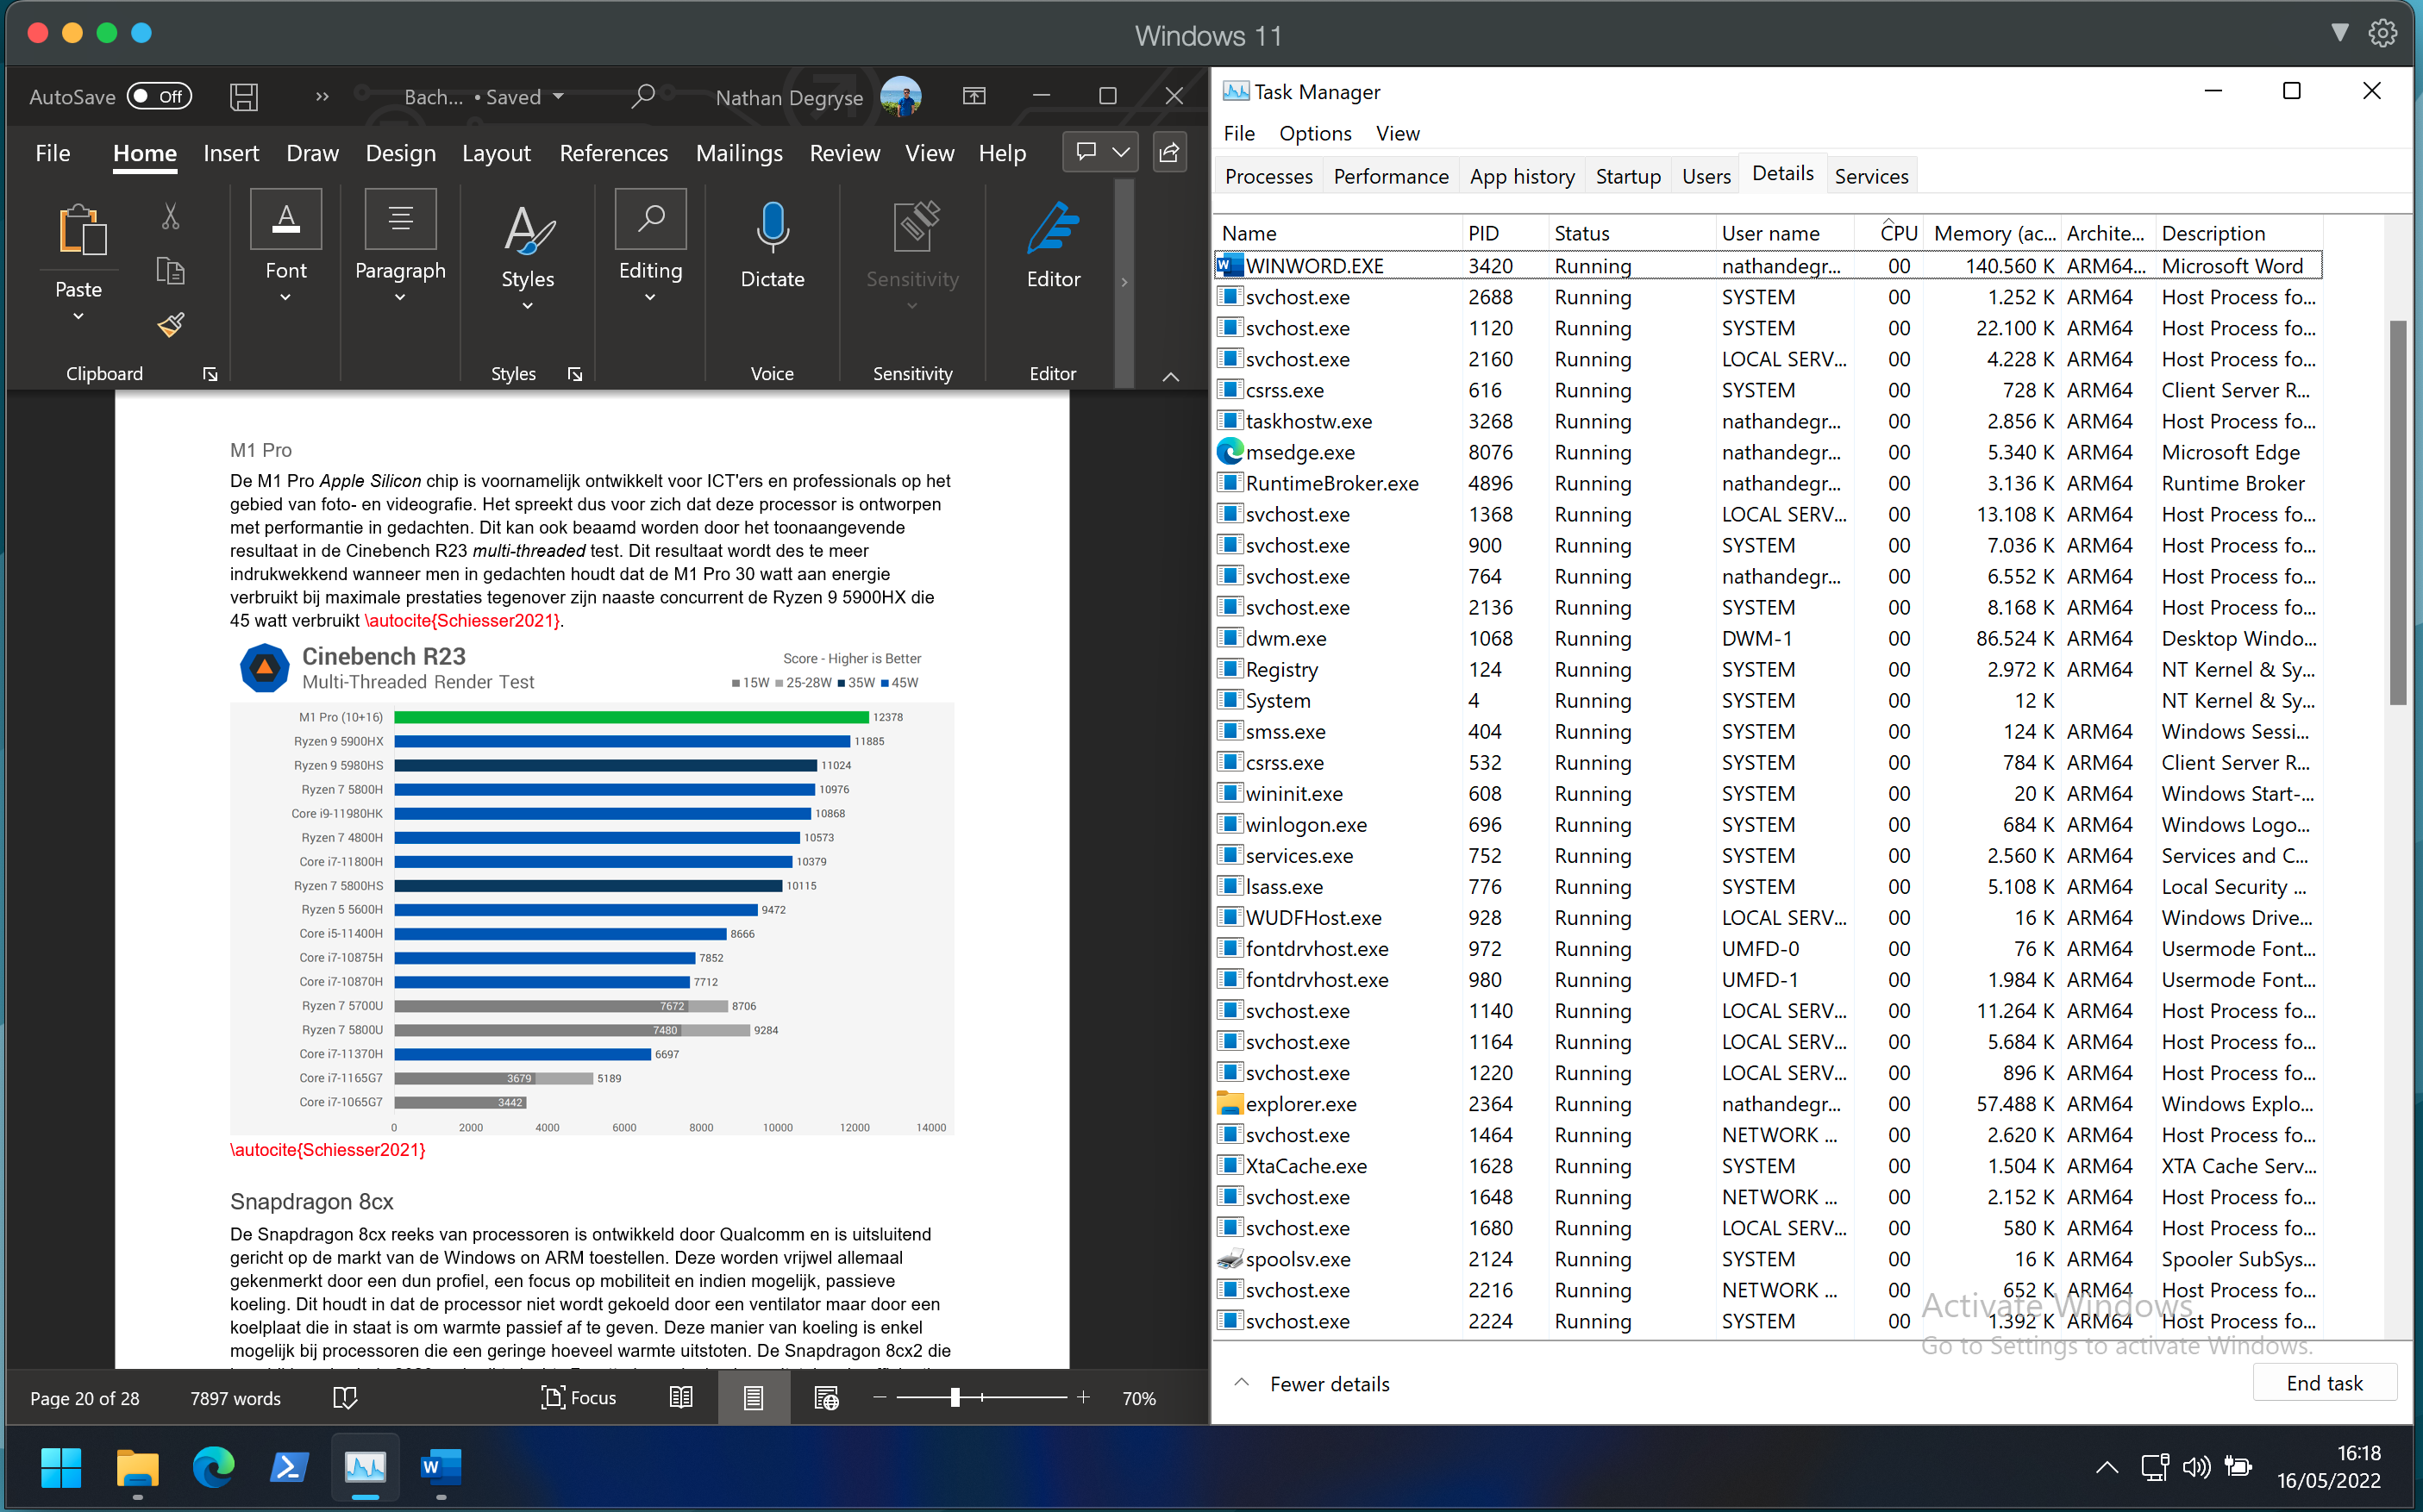 Windows 11
AutoSave Off
Bach... • Saved
Nathan Degryse
File Home Insert Draw Design Layout References Mailings Review View Help
Paste
Font
Paragraph
Styles
Editing
Dictate
Sensitivity
Editor
Clipboard
Styles
Voice
Sensitivity
Editor
M1 Pro
De M1 Pro Apple Silicon chip is voornamelijk ontwikkelt voor ICT'ers en professionals op het
gebied van foto- en videografie. Het spreekt dus voor zich dat deze processor is ontworpen
met performantie in gedachten. Dit kan ook beaamd worden door het toonaangevende
resultaat in de Cinebench R23 multi-threaded test. Dit resultaat wordt des te meer
indrukwekkend wanneer men in gedachten houdt dat de M1 Pro 30 watt aan energie
verbruikt bij maximale prestaties tegenover zijn naaste concurrent de Ryzen 9 5900HX die
45 watt verbruikt \autocite{Schiesser2021}.
Cinebench R23
Multi-Threaded Render Test
Score - Higher is Better
15W 25-28W 35W 45W
M1 Pro (10+16) 12378
Ryzen 9 5900HX 11885
Ryzen 9 5980HS 11024
Ryzen 7 5800H 10976
Core i9-11980HK 10868
Ryzen 7 4800H 10573
Core i7-11800H 10379
Ryzen 7 5800HS 10115
Ryzen 5 5600H 9472
Core i5-11400H 8666
Core i7-10875H 7852
Core i7-10870H 7712
Ryzen 7 5700U 7672 8706
Ryzen 7 5800U 7480 9284
Core i7-11370H 6697
Core i7-1165G7 3679 5189
Core i7-1065G7 3442
0 2000 4000 6000 8000 10000 12000 14000
\autocite{Schiesser2021}
Snapdragon 8cx
De Snapdragon 8cx reeks van processoren is ontwikkeld door Qualcomm en is uitsluitend
gericht op de markt van de Windows on ARM toestellen. Deze worden vrijwel allemaal
gekenmerkt door een dun profiel, een focus op mobiliteit en indien mogelijk, passieve
koeling. Dit houdt in dat de processor niet wordt gekoeld door een ventilator maar door een
koelplaat die in staat is om warmte passief af te geven. Deze manier van koeling is enkel
mogelijk bij processoren die een geringe hoeveel warmte uitstoten. De Snapdragon 8cx2 die
Page 20 of 28
7897 words
Focus
70%
Task Manager
File Options View
Processes Performance App history Startup Users Details Services
Name PID Status User name CPU Memory (ac... Archite... Description
WINWORD.EXE 3420 Running nathandegr... 00 140.560 K ARM64... Microsoft Word
svchost.exe 2688 Running SYSTEM 00 1.252 K ARM64 Host Process fo...
svchost.exe 1120 Running SYSTEM 00 22.100 K ARM64 Host Process fo...
svchost.exe 2160 Running LOCAL SERV... 00 4.228 K ARM64 Host Process fo...
csrss.exe 616 Running SYSTEM 00 728 K ARM64 Client Server R...
taskhostw.exe 3268 Running nathandegr... 00 2.856 K ARM64 Host Process fo...
msedge.exe 8076 Running nathandegr... 00 5.340 K ARM64 Microsoft Edge
RuntimeBroker.exe 4896 Running nathandegr... 00 3.136 K ARM64 Runtime Broker
svchost.exe 1368 Running LOCAL SERV... 00 13.108 K ARM64 Host Process fo...
svchost.exe 900 Running SYSTEM 00 7.036 K ARM64 Host Process fo...
svchost.exe 764 Running nathandegr... 00 6.552 K ARM64 Host Process fo...
svchost.exe 2136 Running SYSTEM 00 8.168 K ARM64 Host Process fo...
dwm.exe 1068 Running DWM-1 00 86.524 K ARM64 Desktop Windo...
Registry 124 Running SYSTEM 00 2.972 K ARM64 NT Kernel & Sy...
System 4 Running SYSTEM 00 12 K NT Kernel & Sy...
smss.exe 404 Running SYSTEM 00 124 K ARM64 Windows Sessi...
csrss.exe 532 Running SYSTEM 00 784 K ARM64 Client Server R...
wininit.exe 608 Running SYSTEM 00 20 K ARM64 Windows Start-...
winlogon.exe 696 Running SYSTEM 00 684 K ARM64 Windows Logo...
services.exe 752 Running SYSTEM 00 2.560 K ARM64 Services and C...
lsass.exe 776 Running SYSTEM 00 5.108 K ARM64 Local Security ...
WUDFHost.exe 928 Running LOCAL SERV... 00 16 K ARM64 Windows Drive...
fontdrvhost.exe 972 Running UMFD-0 00 76 K ARM64 Usermode Font...
fontdrvhost.exe 980 Running UMFD-1 00 1.984 K ARM64 Usermode Font...
svchost.exe 1140 Running LOCAL SERV... 00 11.264 K ARM64 Host Process fo...
svchost.exe 1164 Running LOCAL SERV... 00 5.684 K ARM64 Host Process fo...
svchost.exe 1220 Running LOCAL SERV... 00 896 K ARM64 Host Process fo...
explorer.exe 2364 Running nathandegr... 00 57.488 K ARM64 Windows Explo...
svchost.exe 1464 Running NETWORK ... 00 2.620 K ARM64 Host Process fo...
XtaCache.exe 1628 Running SYSTEM 00 1.504 K ARM64 XTA Cache Serv...
svchost.exe 1648 Running NETWORK ... 00 2.152 K ARM64 Host Process fo...
svchost.exe 1680 Running LOCAL SERV... 00 580 K ARM64 Host Process fo...
spoolsv.exe 2124 Running SYSTEM 00 16 K ARM64 Spooler SubSys...
svchost.exe 2216 Running NETWORK ... 00 652 K ARM64 Host Process fo...
svchost.exe 2224 Running SYSTEM 00 1.392 K ARM64 Host Process fo...
Activate Windows
Go to Settings to activate Windows.
Fewer details
End task
16:18
16/05/2022